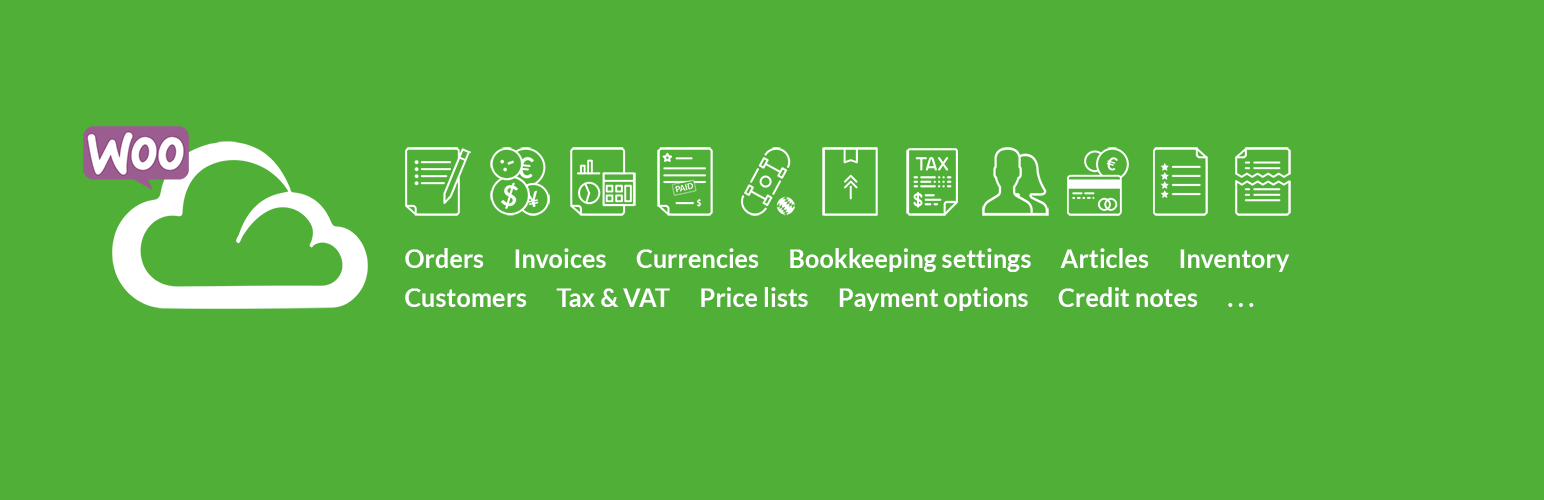 WOO
PAID
TAX
Orders Invoices Currencies Bookkeeping settings Articles Inventory
Customers Tax & VAT Price lists Payment options Credit notes ...